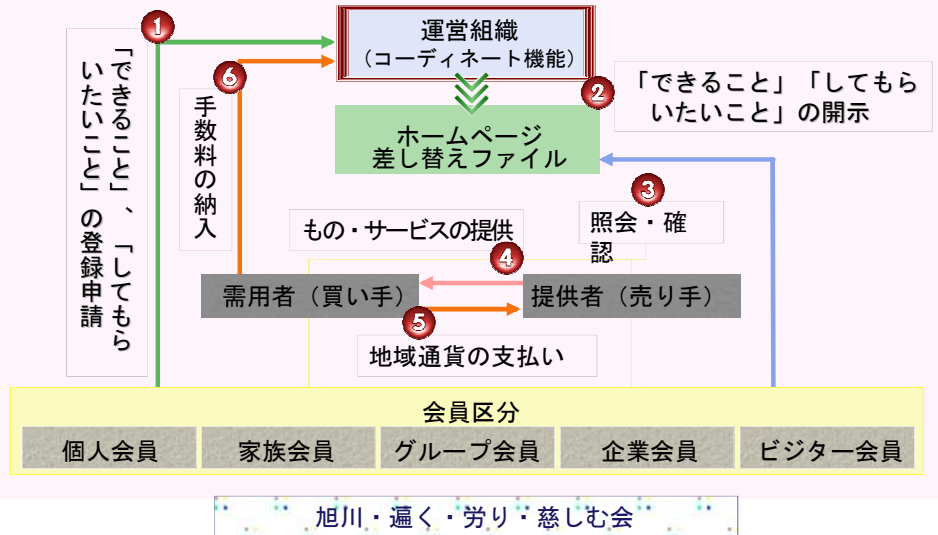 1
「できること」、「してもら
いたいこと」の登録申請
運営組織
（コーディネート機能）
6
手数料の納入
2
「できること」「してもら
いたいこと」の開示
ホームページ
差し替えファイル
3
照会・確
認
もの・サービスの提供
4
需用者（買い手）
提供者（売り手）
5
地域通貨の支払い
会員区分
個人会員
家族会員
グループ会員
企業会員
ビジター会員
旭川・遍く・労り・慈しむ会